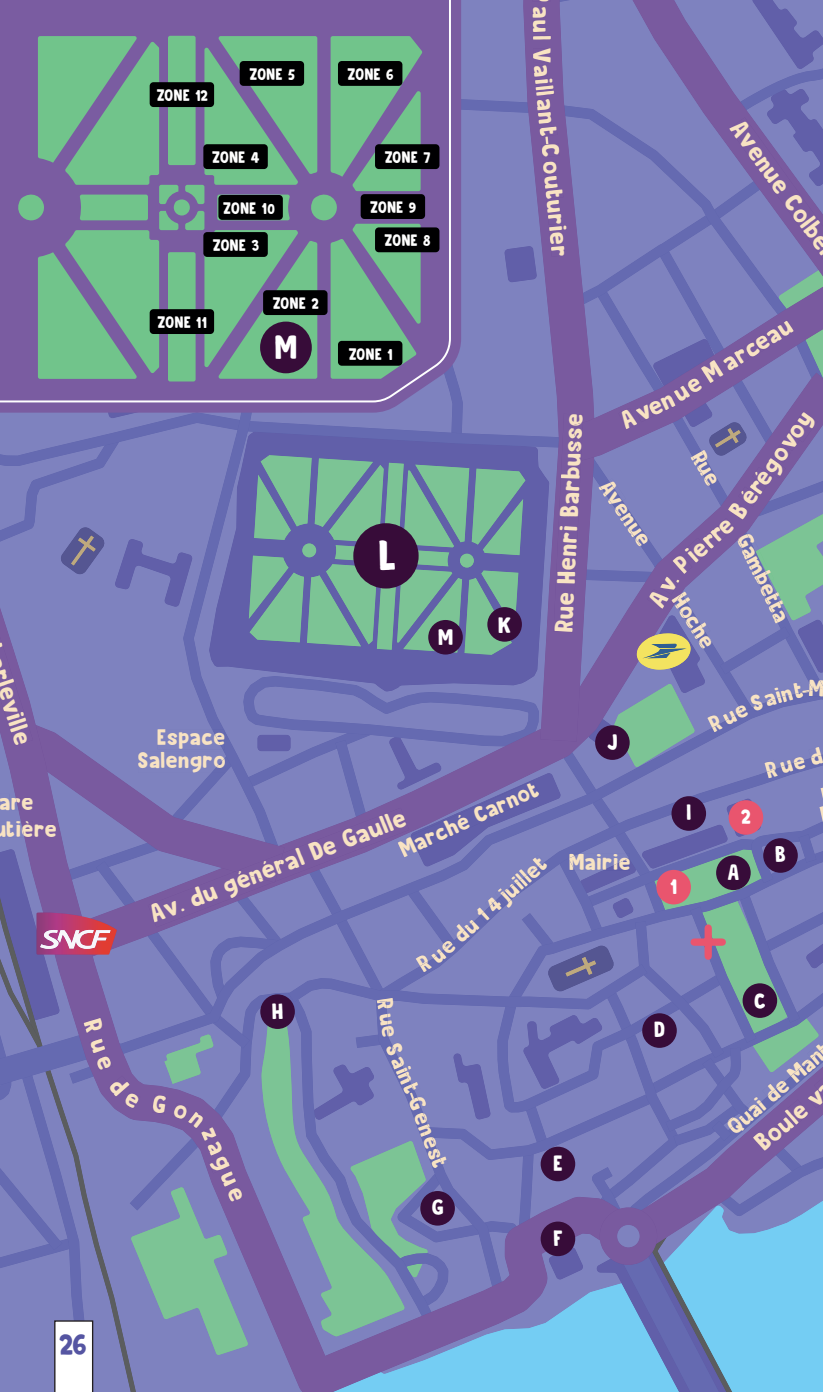 ZONE 12
ZONE 5
ZONE 6
ZONE 4
ZONE 7
ZONE 10
ZONE 9
ZONE 3
ZONE 8
ZONE 2
ZONE 11
M
ZONE 1
Paul Vaillant-Couturier
Avenue Colbe
Avenue Marceau
Rue Henri Barbusse
Rue
Gambetta
Avenue
Hoche
Av. Pierre Bérégovoy
L
K
M
J
Rue Saint-M
Espace
Salengro
Marché Carnot
Av. du général De Gaulle
Rue d
I
2
Mairie
B
A
1
Rue du 14 juillet
SNCF
H
C
D
Rue Saint-Genest
Rue de Gonzague
E
G
F
Quai de Mant
26